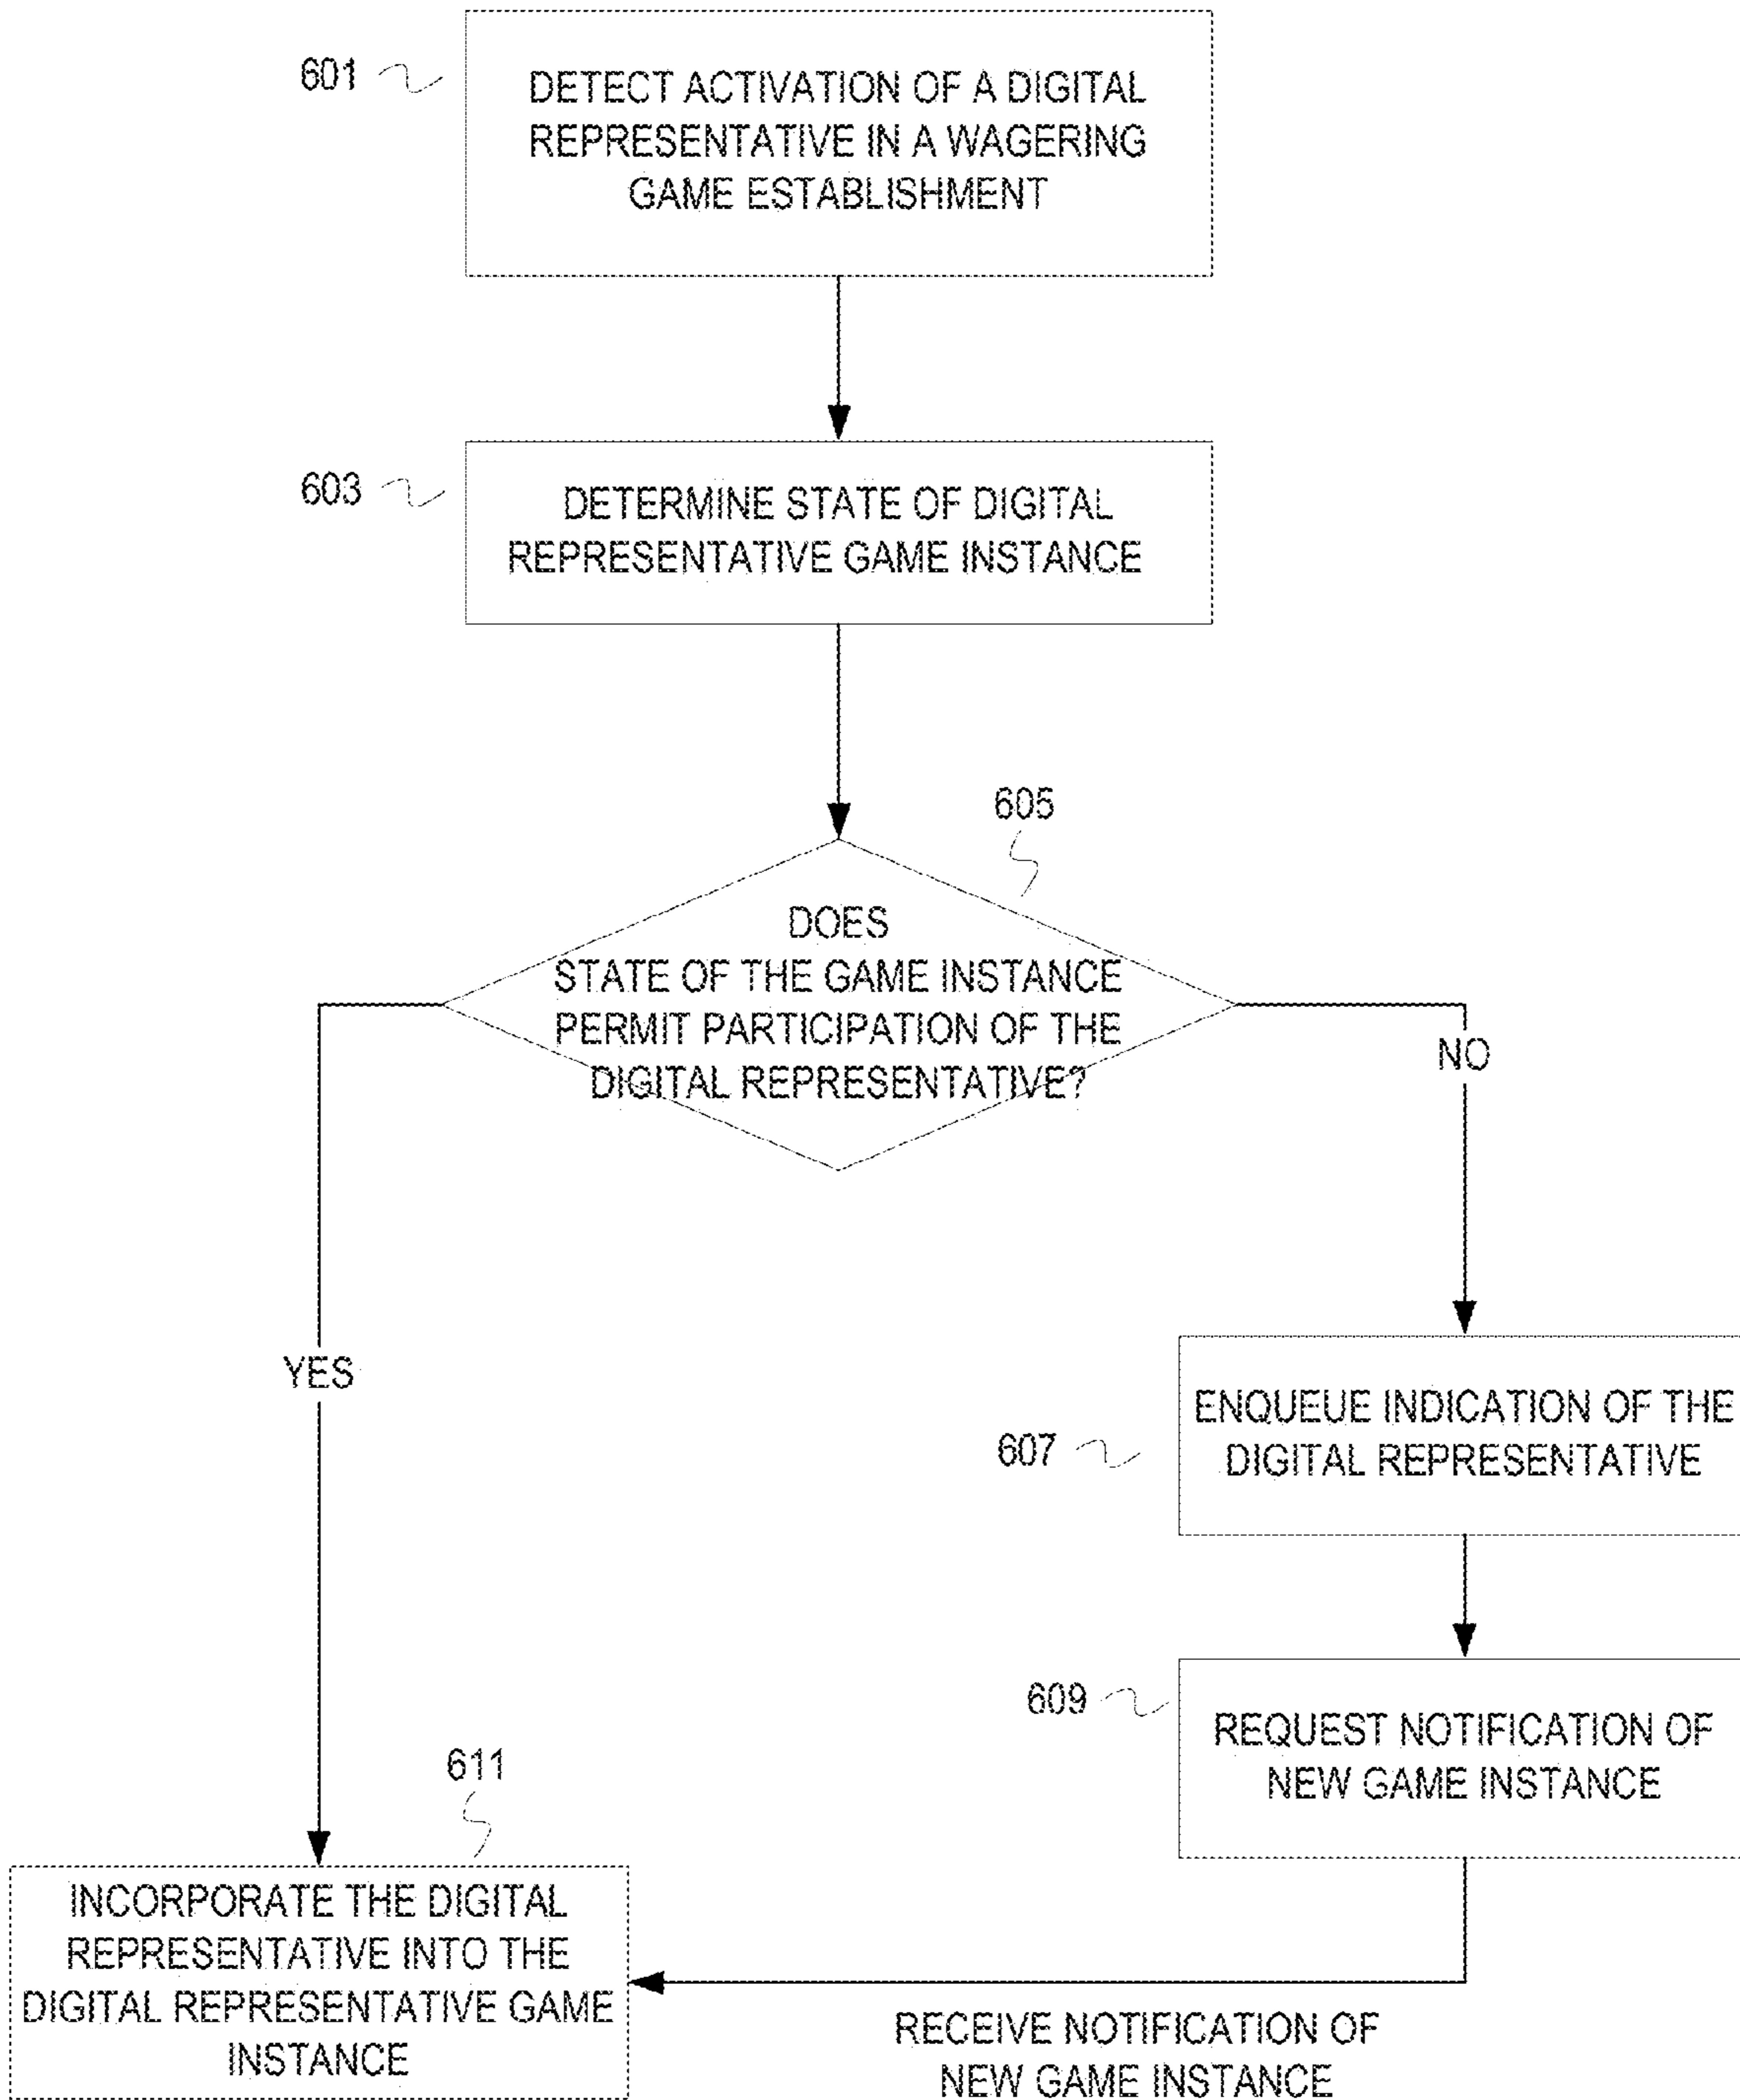 601
DETECT ACTIVATION OF A DIGITAL
REPRESENTATIVE IN A WAGERING
GAME ESTABLISHMENT
603
DETERMINE STATE OF DIGITAL
REPRESENTATIVE GAME INSTANCE
605
DOES
STATE OF THE GAME INSTANCE
PERMIT PARTICIPATION OF THE
DIGITAL REPRESENTATIVE?
NO
YES
607
ENQUEUE INDICATION OF THE
DIGITAL REPRESENTATIVE
609
REQUEST NOTIFICATION OF
NEW GAME INSTANCE
611
INCORPORATE THE DIGITAL
REPRESENTATIVE INTO THE
DIGITAL REPRESENTATIVE GAME
INSTANCE
RECEIVE NOTIFICATION OF
NEW GAME INSTANCE